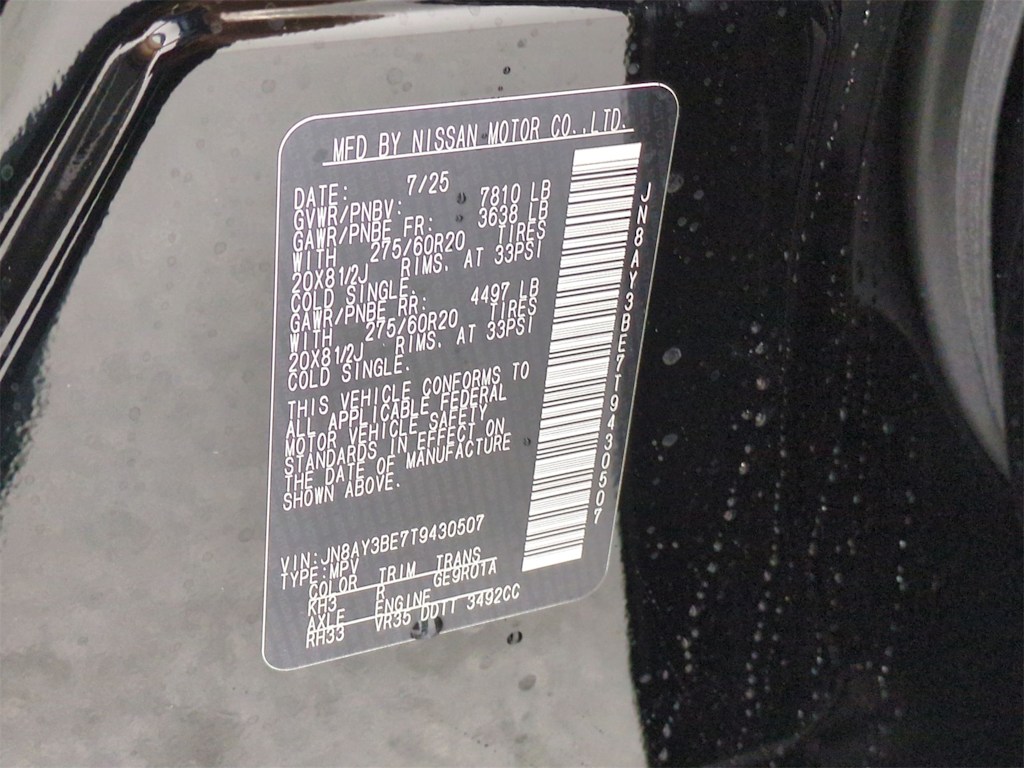 MFD BY NISSAN MOTOR CO.,LTD.
DATE: 7/25
GVWR/PNBV: 7810 LB
GAWR/PNBE FR: 3638 LB
WITH 275/60R20 TIRES
20X81/2J RIMS. AT 33PSI
COLD SINGLE.
GAWR/PNBE RR: 4497 LB
WITH 275/60R20 TIRES
20X81/2J RIMS. AT 33PSI
COLD SINGLE.
THIS VEHICLE CONFORMS TO
ALL APPLICABLE FEDERAL
MOTOR VEHICLE SAFETY
STANDARDS IN EFFECT ON
THE DATE OF MANUFACTURE
SHOWN ABOVE.
VIN:JN8AY3BE7T9430507
TYPE:MPV
COLOR TRIM TRANS
KH3 R GE9R01A
AXLE ENGINE
RH33 VR35 DDTT 3492CC
JN8AY3BE7T9430507